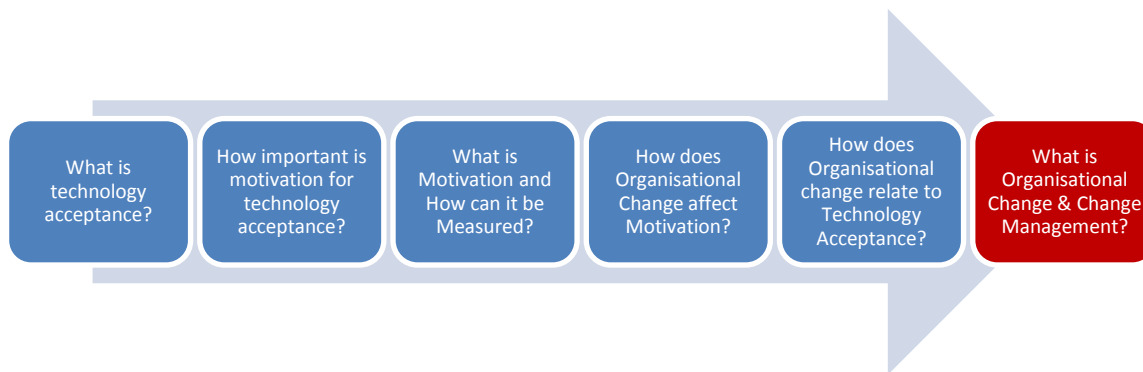 What is
technology
acceptance?
How important is
motivation for
technology
acceptance?
What is
Motivation and
How can it be
Measured?
How does
Organisational
Change affect
Motivation?
How does
Organisational
change relate to
Technology
Acceptance?
What is
Organisational
Change & Change
Management?